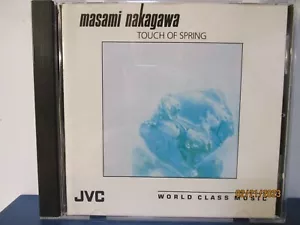 masami nakagawa
TOUCH OF SPRING
JVC
WORLD CLASS MUSIC